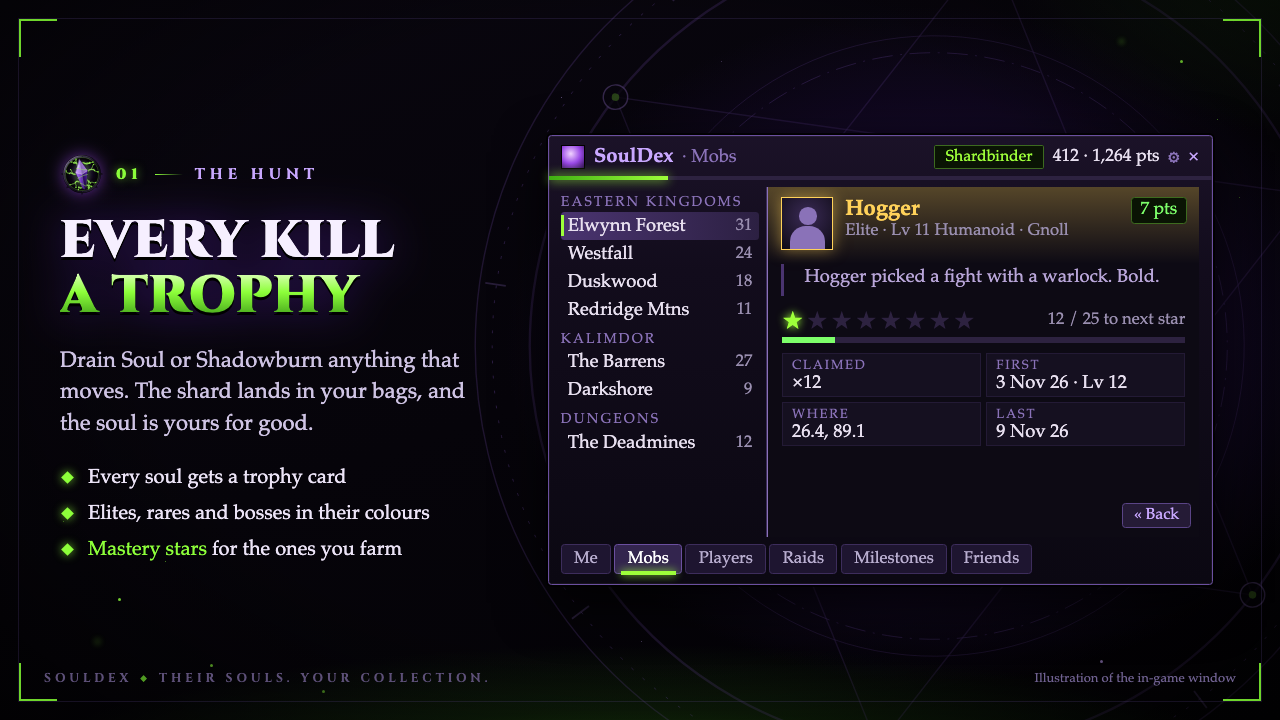 01 — THE HUNT
EVERY KILL
A TROPHY
Drain Soul or Shadowburn anything that
moves. The shard lands in your bags, and
the soul is yours for good.
Every soul gets a trophy card
Elites, rares and bosses in their colours
Mastery stars for the ones you farm
SoulDex · Mobs
Shardbinder
412 · 1,264 pts
EASTERN KINGDOMS
Elwynn Forest 31
Westfall 24
Duskwood 18
Redridge Mtns 11
KALIMDOR
The Barrens 27
Darkshore 9
DUNGEONS
The Deadmines 12
Hogger
7 pts
Elite · Lv 11 Humanoid · Gnoll
Hogger picked a fight with a warlock. Bold.
12 / 25 to next star
CLAIMED
×12
FIRST
3 Nov 26 · Lv 12
WHERE
26.4, 89.1
LAST
9 Nov 26
« Back
Me
Mobs
Players
Raids
Milestones
Friends
SOULDEX ◆ THEIR SOULS. YOUR COLLECTION.
Illustration of the in-game window